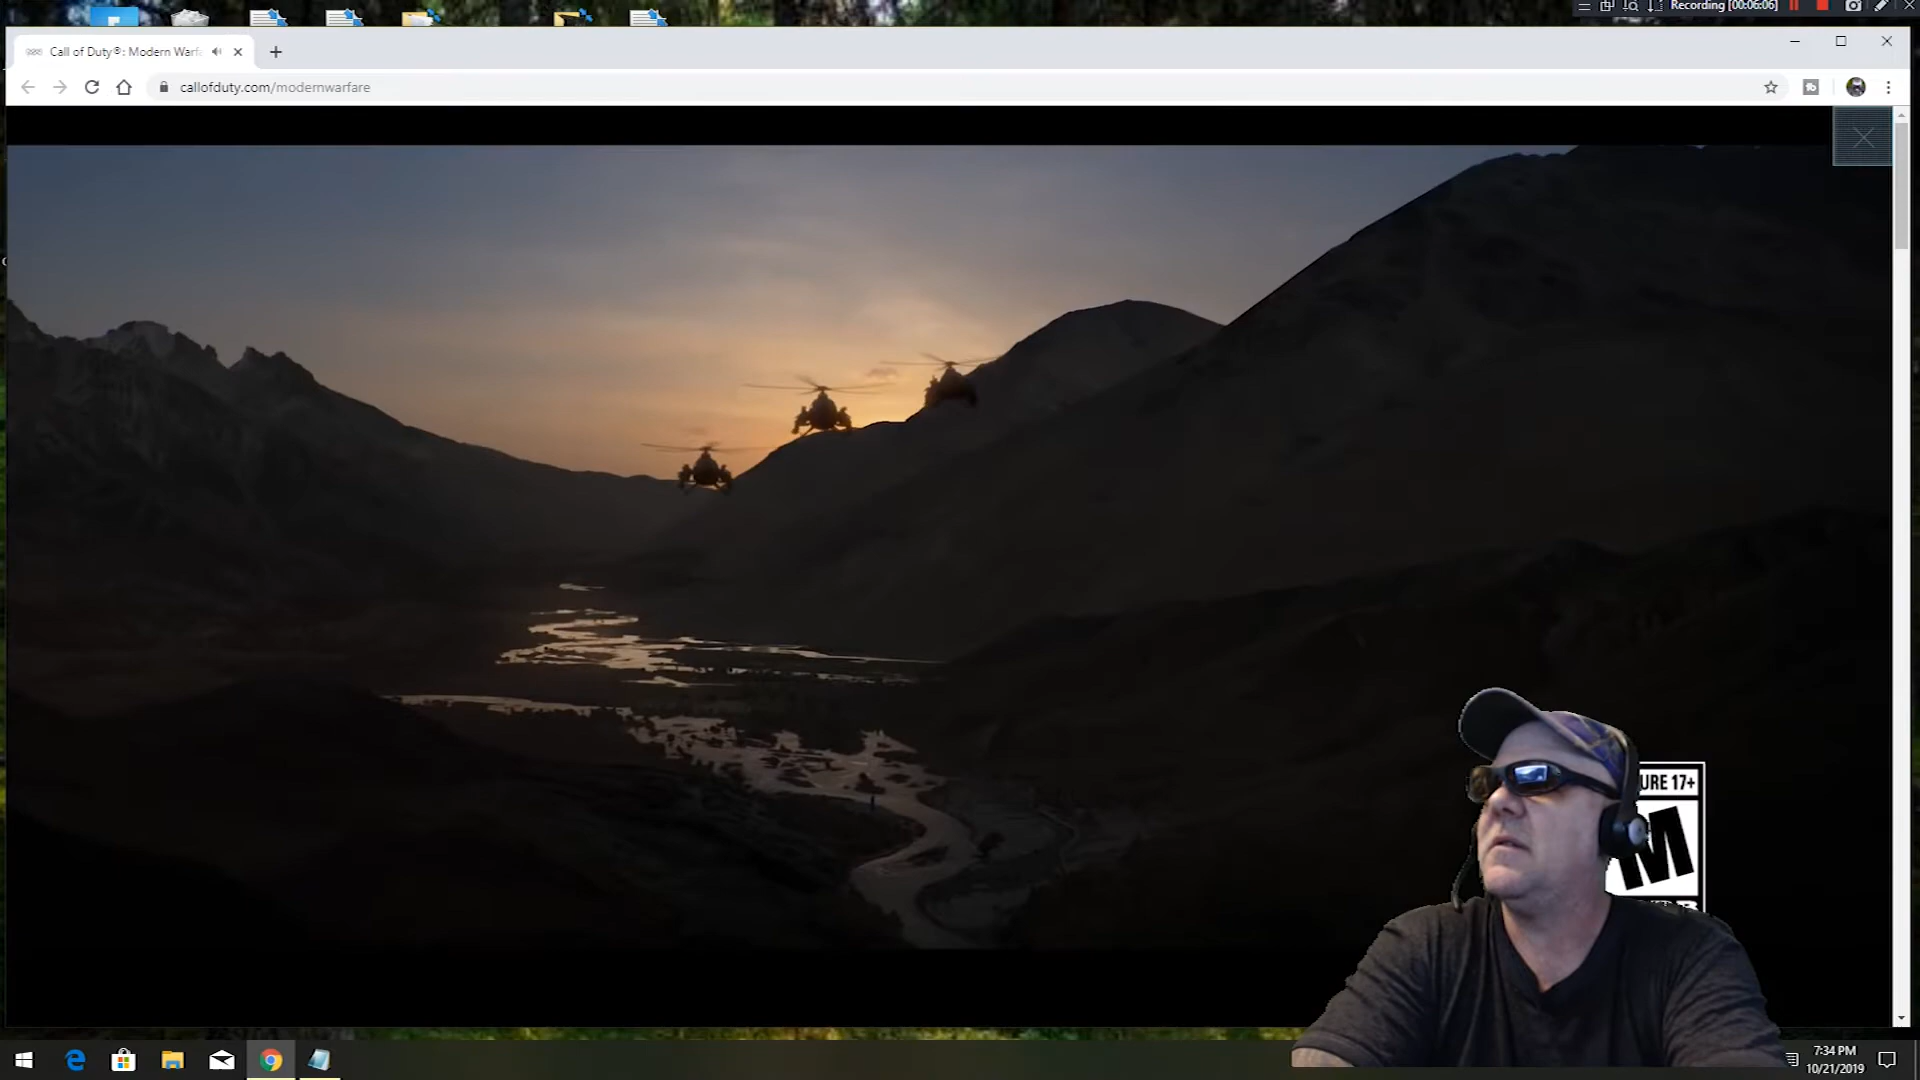 Recording [00:06:06]
Call of Duty®: Modern Warf
callofduty.com/modernwarfare
URE 17+
M
7:34 PM
10/21/2019